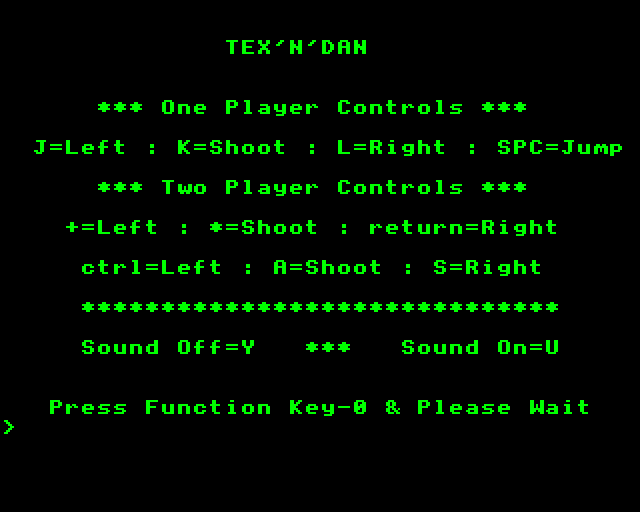 TEX'N'DAN
*** One Player Controls ***
J=Left : K=Shoot : L=Right : SPC=Jump
*** Two Player Controls ***
+=Left : *=Shoot : return=Right
ctrl=Left : A=Shoot : S=Right
******************************
Sound Off=Y *** Sound On=U
Press Function Key-0 & Please Wait
>